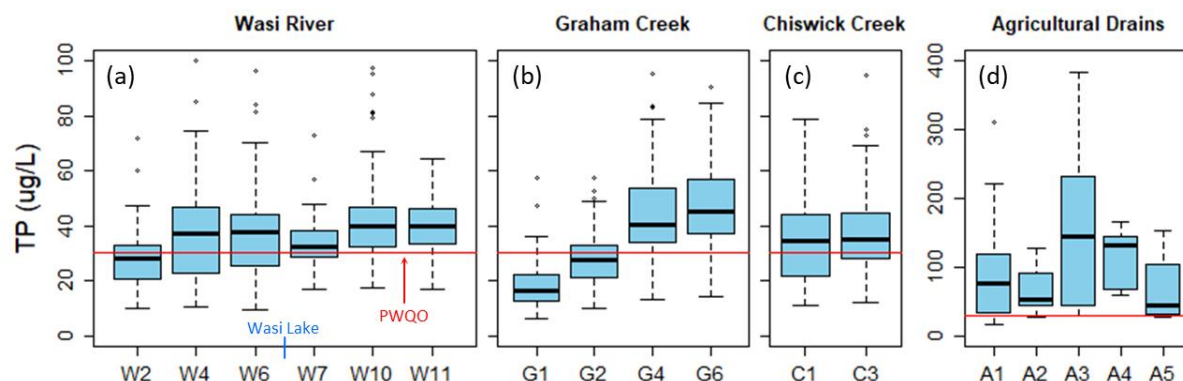 Wasi River
Graham Creek
Chiswick Creek
Agricultural Drains
TP (ug/L)
(a)
(b)
(c)
(d)
100
80
60
40
20
0
400
300
200
100
0
PWQO
Wasi Lake
W2 W4 W6 W7 W10 W11
G1 G2 G4 G6
C1 C3
A1 A2 A3 A4 A5